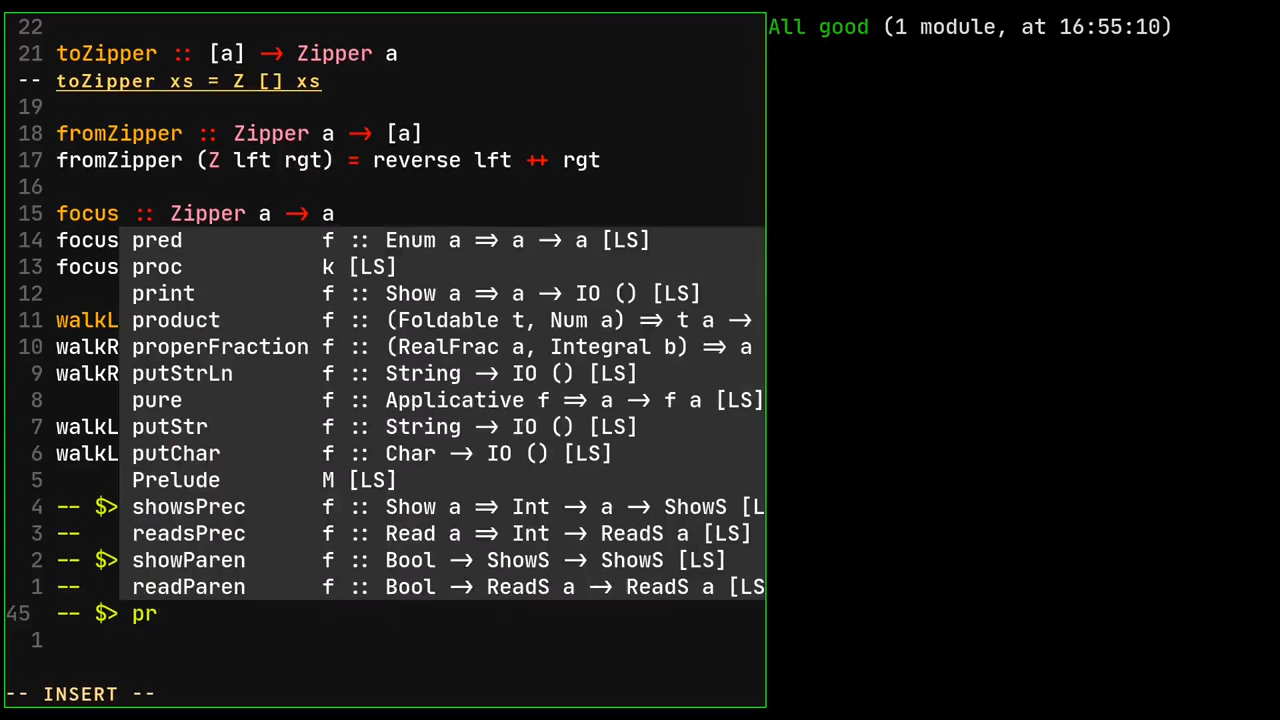 22
21 toZipper :: [a] → Zipper a
-- toZipper xs = Z [] xs
19
18 fromZipper :: Zipper a → [a]
17 fromZipper (Z lft rgt) = reverse lft ++ rgt
16
15 focus :: Zipper a → a
14 focus pred f :: Enum a ⇒ a → a [LS]
13 focus proc k [LS]
12 print f :: Show a ⇒ a → IO () [LS]
11 walkL product f :: (Foldable t, Num a) ⇒ t a →
10 walkR properFraction f :: (RealFrac a, Integral b) ⇒ a
9 walkR putStrLn f :: String → IO () [LS]
8 pure f :: Applicative f ⇒ a → f a [LS]
7 walkL putStr f :: String → IO () [LS]
6 walkL putChar f :: Char → IO () [LS]
5 Prelude M [LS]
4 -- $> showsPrec f :: Show a ⇒ Int → a → ShowS [L
3 -- readsPrec f :: Read a ⇒ Int → ReadS a [LS]
2 -- $> showParen f :: Bool → ShowS → ShowS [LS]
1 -- readParen f :: Bool → ReadS a → ReadS a [LS
45 -- $> pr
1
-- INSERT --
All good (1 module, at 16:55:10)